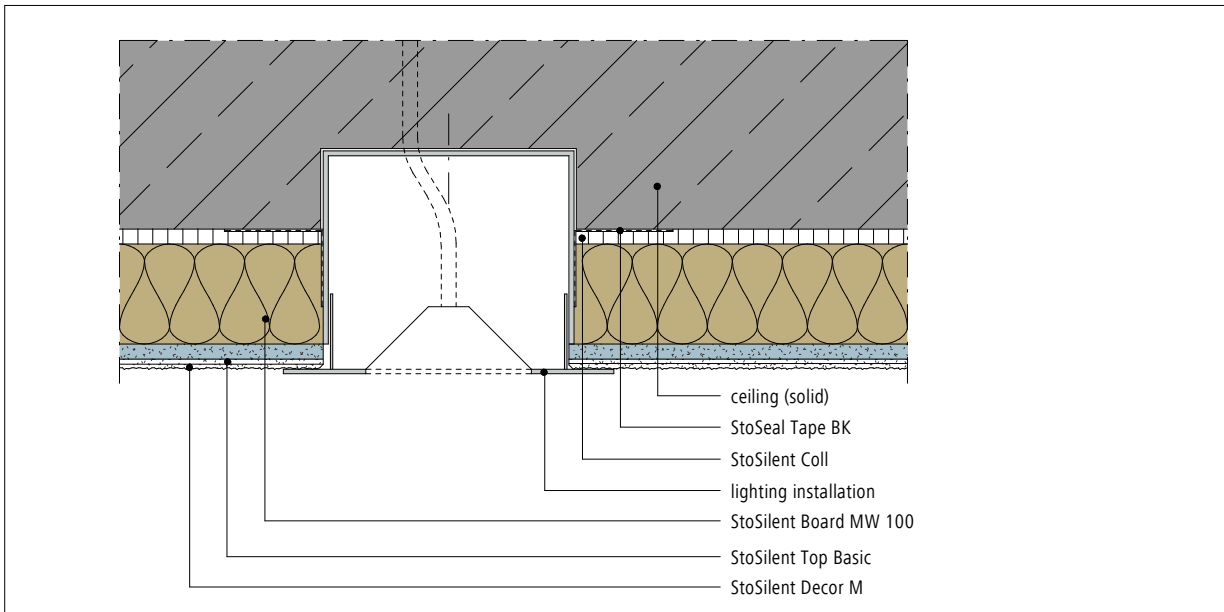 ceiling (solid)
StoSeal Tape BK
StoSilent Coll
lighting installation
StoSilent Board MW 100
StoSilent Top Basic
StoSilent Decor M